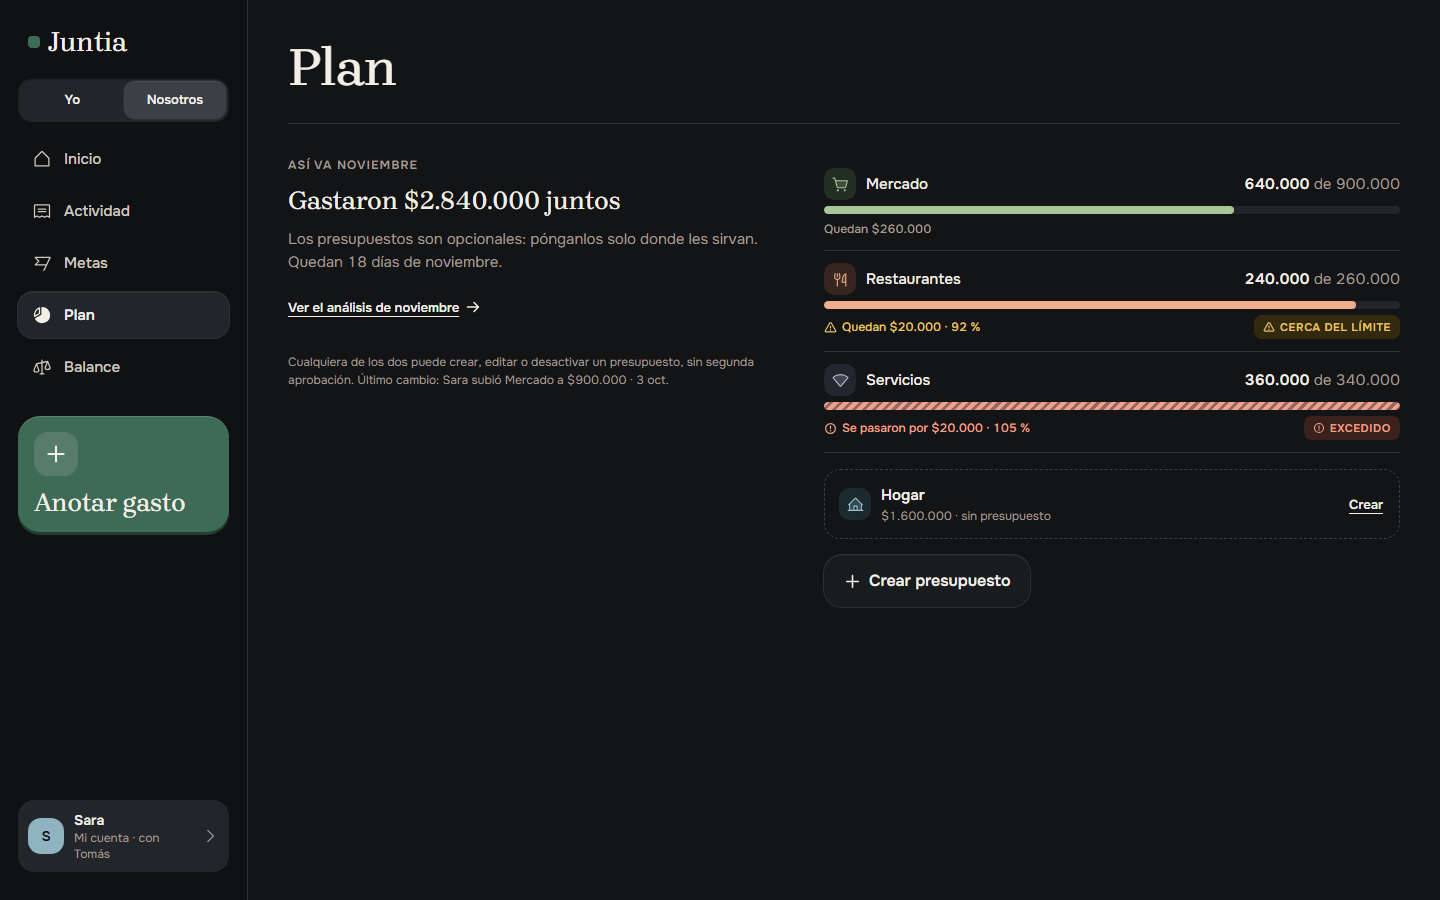 Juntia
Yo
Nosotros
Inicio
Actividad
Metas
Plan
Balance
Anotar gasto
S
Sara
Mi cuenta · con
Tomás
Plan
ASÍ VA NOVIEMBRE
Gastaron $2.840.000 juntos
Los presupuestos son opcionales: pónganlos solo donde les sirvan.
Quedan 18 días de noviembre.
Ver el análisis de noviembre →
Cualquiera de los dos puede crear, editar o desactivar un presupuesto, sin segunda
aprobación. Último cambio: Sara subió Mercado a $900.000 · 3 oct.
Mercado
640.000 de 900.000
Quedan $260.000
Restaurantes
240.000 de 260.000
Quedan $20.000 · 92 %
CERCA DEL LÍMITE
Servicios
360.000 de 340.000
Se pasaron por $20.000 · 105 %
EXCEDIDO
Hogar
$1.600.000 · sin presupuesto
Crear
+ Crear presupuesto